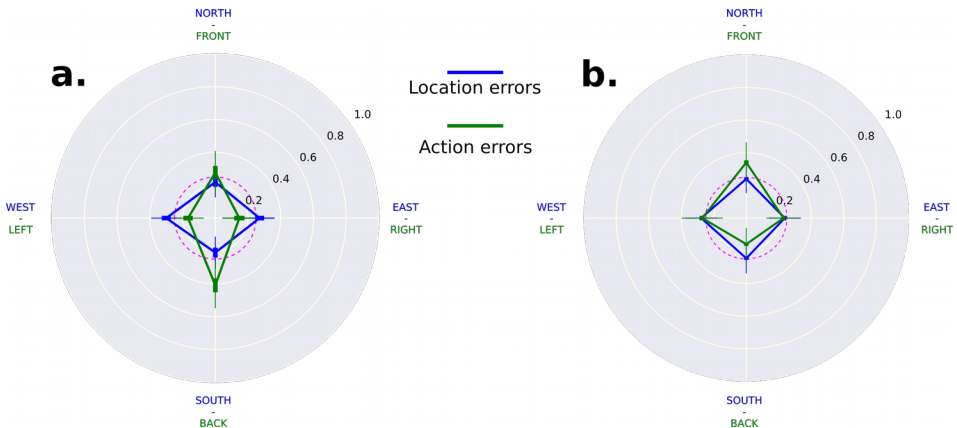 NORTH
-
FRONT
a.
1.0
0.8
0.6
0.4
0.2
WEST
-
LEFT
EAST
-
RIGHT
SOUTH
-
BACK
Location errors
Action errors
NORTH
-
FRONT
b.
1.0
0.8
0.6
0.4
0.2
WEST
-
LEFT
EAST
-
RIGHT
SOUTH
-
BACK